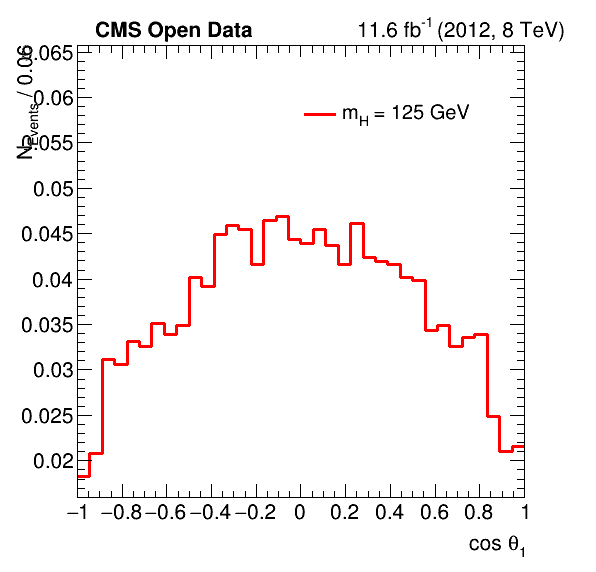 CMS Open Data 11.6 fb⁻¹ (2012, 8 TeV)
N_Events / 0.06
0.065
0.06
0.055
0.05
0.045
0.04
0.035
0.03
0.025
0.02
m_H = 125 GeV
−1 −0.8 −0.6 −0.4 −0.2 0 0.2 0.4 0.6 0.8 1
cos θ₁